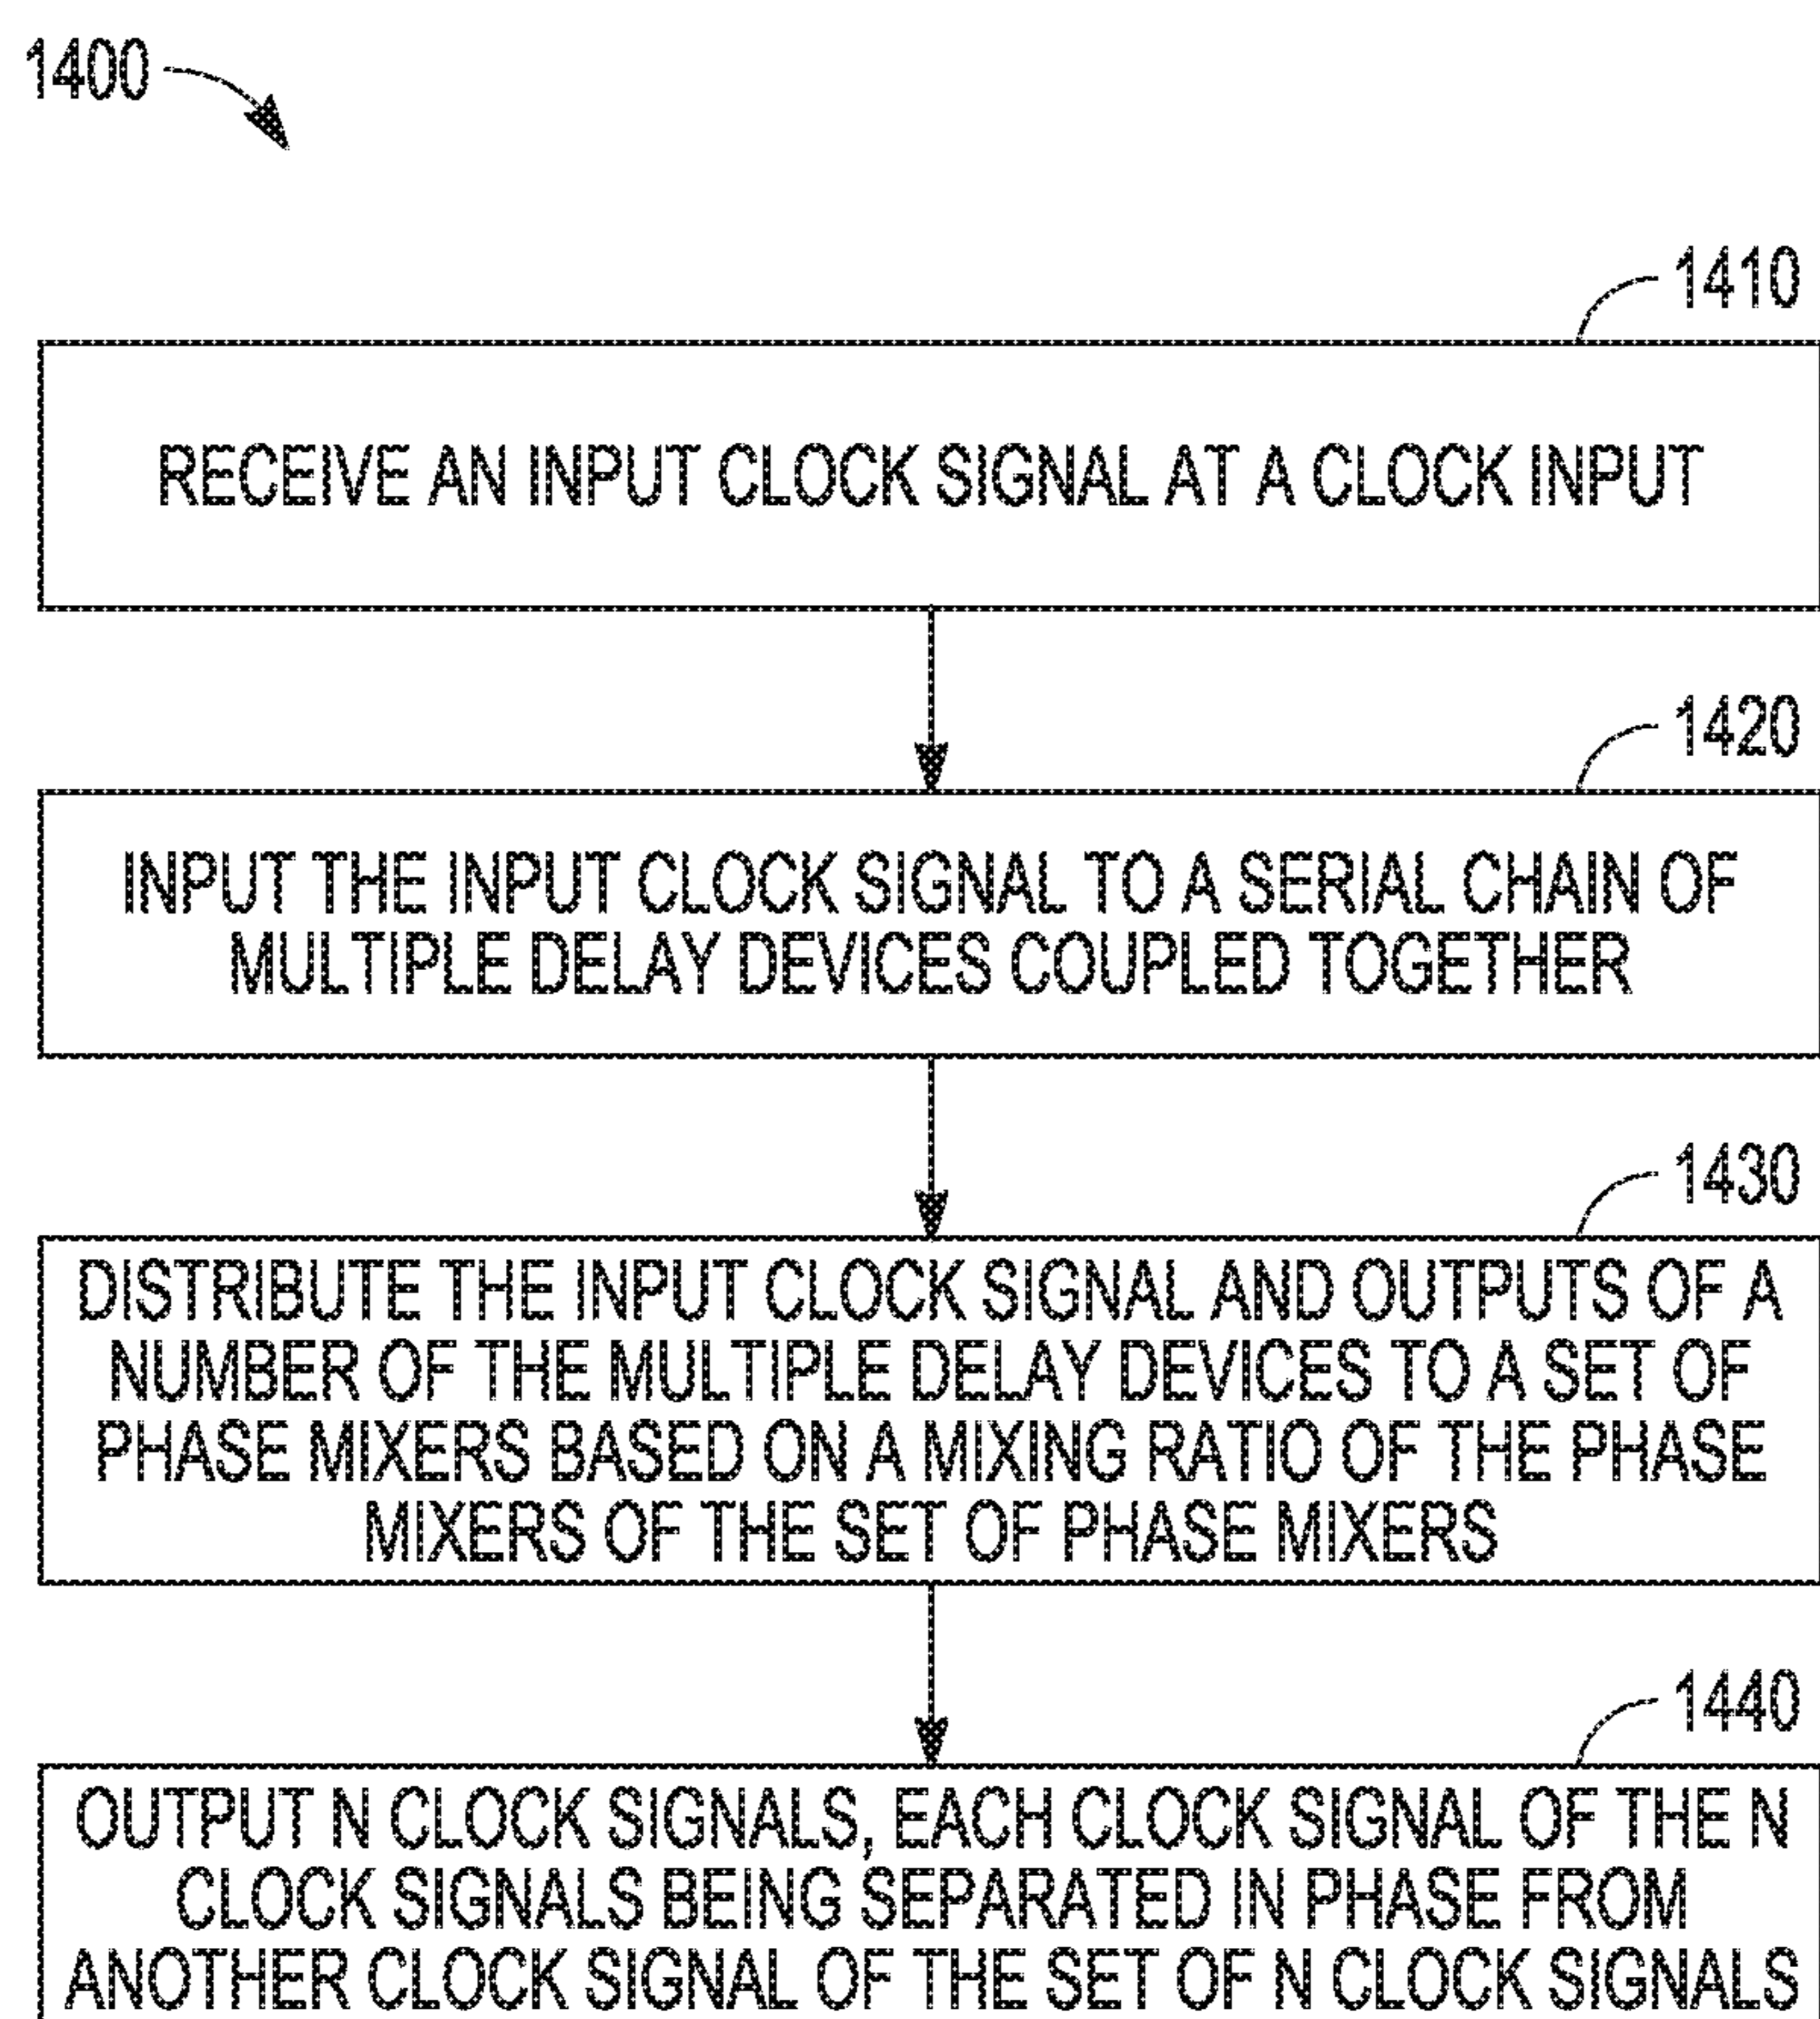 1400
1410
RECEIVE AN INPUT CLOCK SIGNAL AT A CLOCK INPUT
1420
INPUT THE INPUT CLOCK SIGNAL TO A SERIAL CHAIN OF
MULTIPLE DELAY DEVICES COUPLED TOGETHER
1430
DISTRIBUTE THE INPUT CLOCK SIGNAL AND OUTPUTS OF A
NUMBER OF THE MULTIPLE DELAY DEVICES TO A SET OF
PHASE MIXERS BASED ON A MIXING RATIO OF THE PHASE
MIXERS OF THE SET OF PHASE MIXERS
1440
OUTPUT N CLOCK SIGNALS, EACH CLOCK SIGNAL OF THE N
CLOCK SIGNALS BEING SEPARATED IN PHASE FROM
ANOTHER CLOCK SIGNAL OF THE SET OF N CLOCK SIGNALS